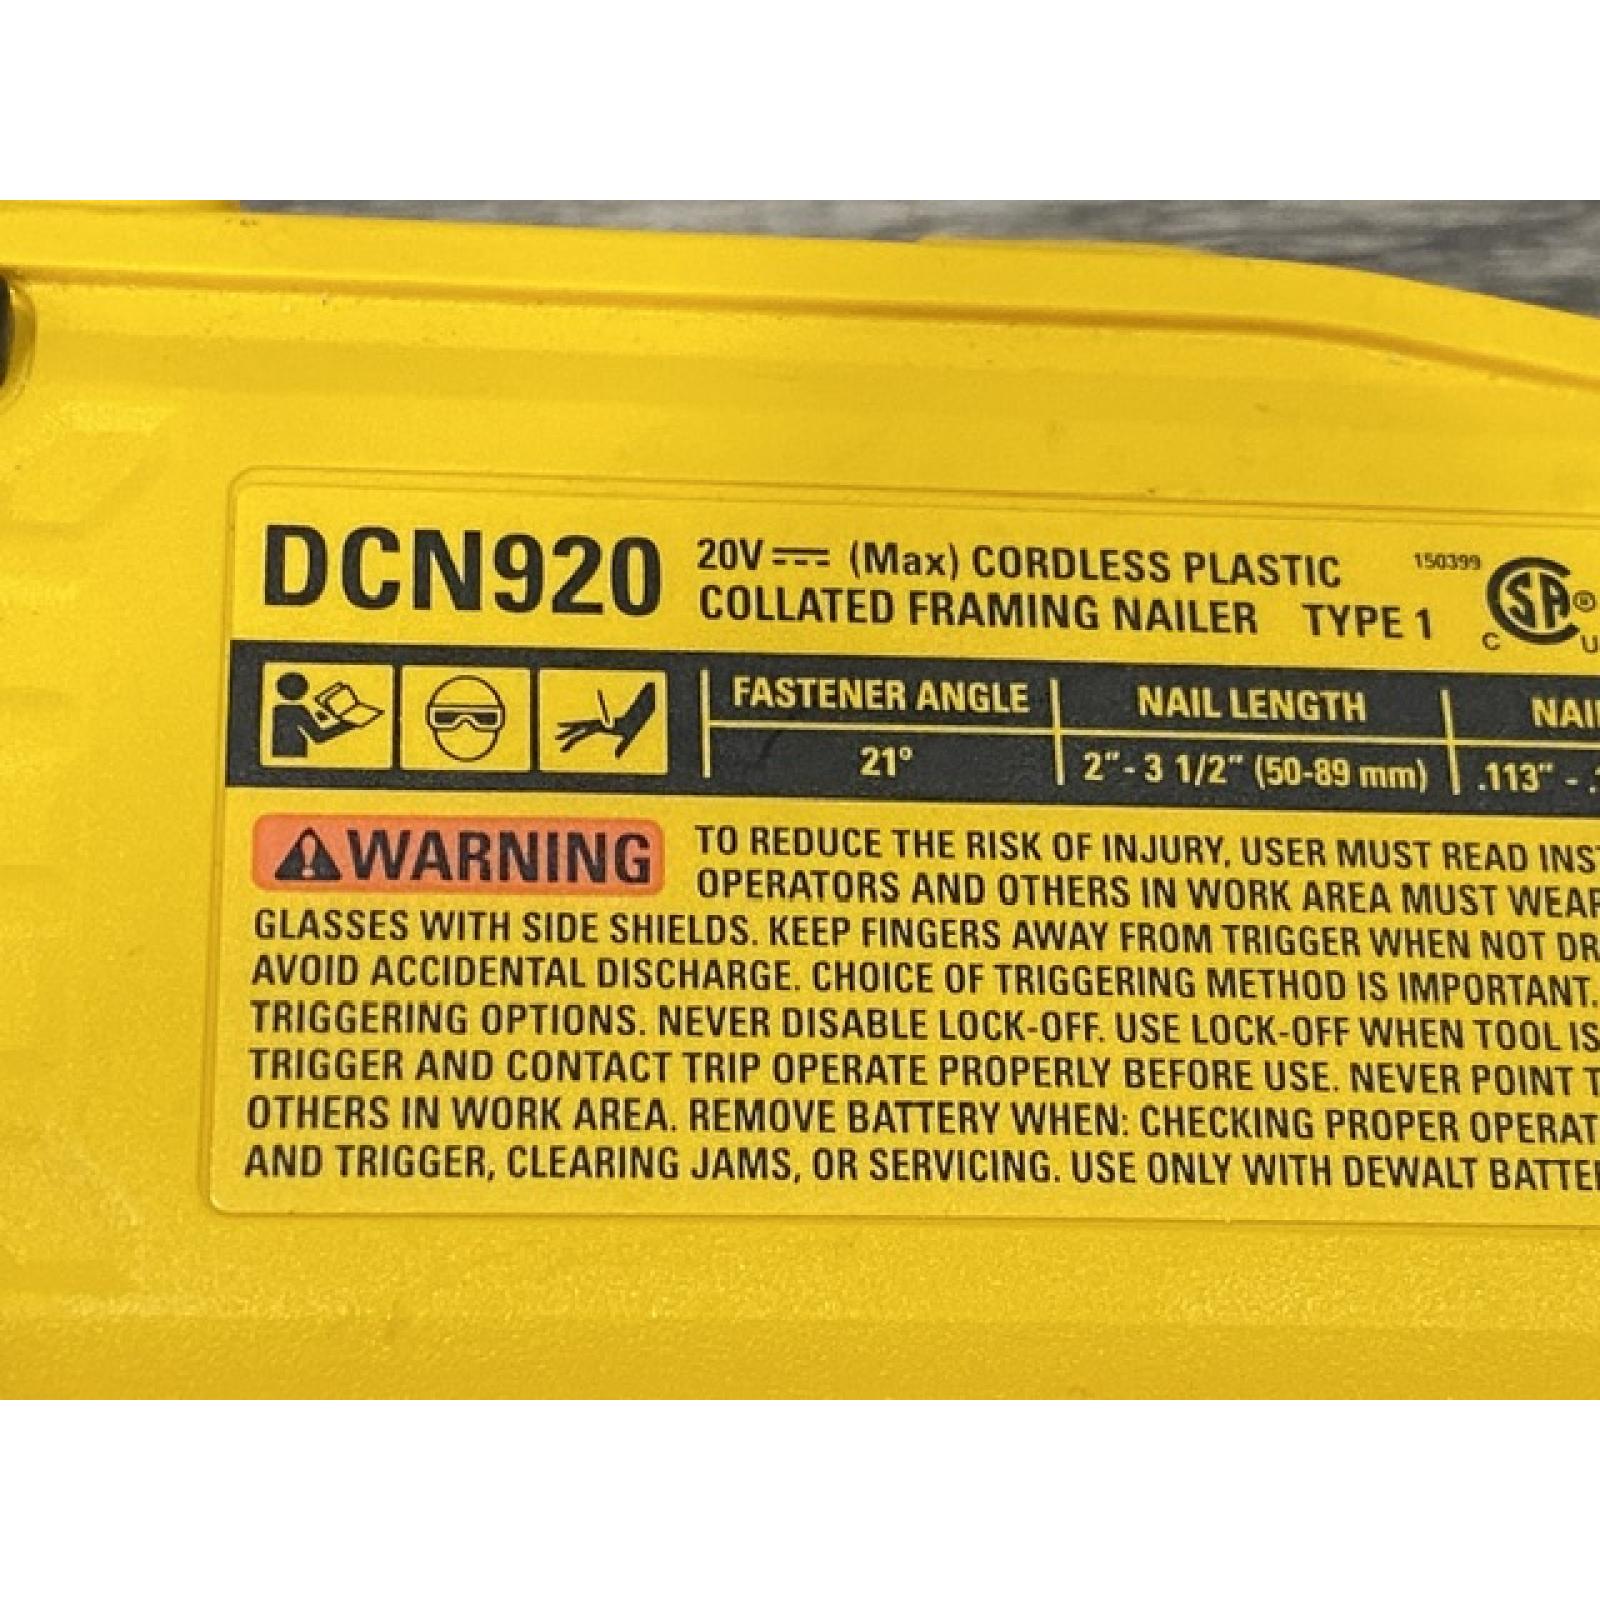 DCN920
20V (Max) CORDLESS PLASTIC
COLLATED FRAMING NAILER TYPE 1
150399
CSA®
C
FASTENER ANGLE NAIL LENGTH
21° 2" - 3 1/2" (50-89 mm) .113" -
WARNING
TO REDUCE THE RISK OF INJURY, USER MUST READ
OPERATORS AND OTHERS IN WORK AREA MUST WEAR
GLASSES WITH SIDE SHIELDS. KEEP FINGERS AWAY FROM TRIGGER WHEN NOT
AVOID ACCIDENTAL DISCHARGE. CHOICE OF TRIGGERING METHOD IS IMPORTANT.
TRIGGERING OPTIONS. NEVER DISABLE LOCK-OFF. USE LOCK-OFF WHEN TOOL IS
TRIGGER AND CONTACT TRIP OPERATE PROPERLY BEFORE USE. NEVER POINT
OTHERS IN WORK AREA. REMOVE BATTERY WHEN: CHECKING PROPER
AND TRIGGER, CLEARING JAMS, OR SERVICING. USE ONLY WITH DEWALT